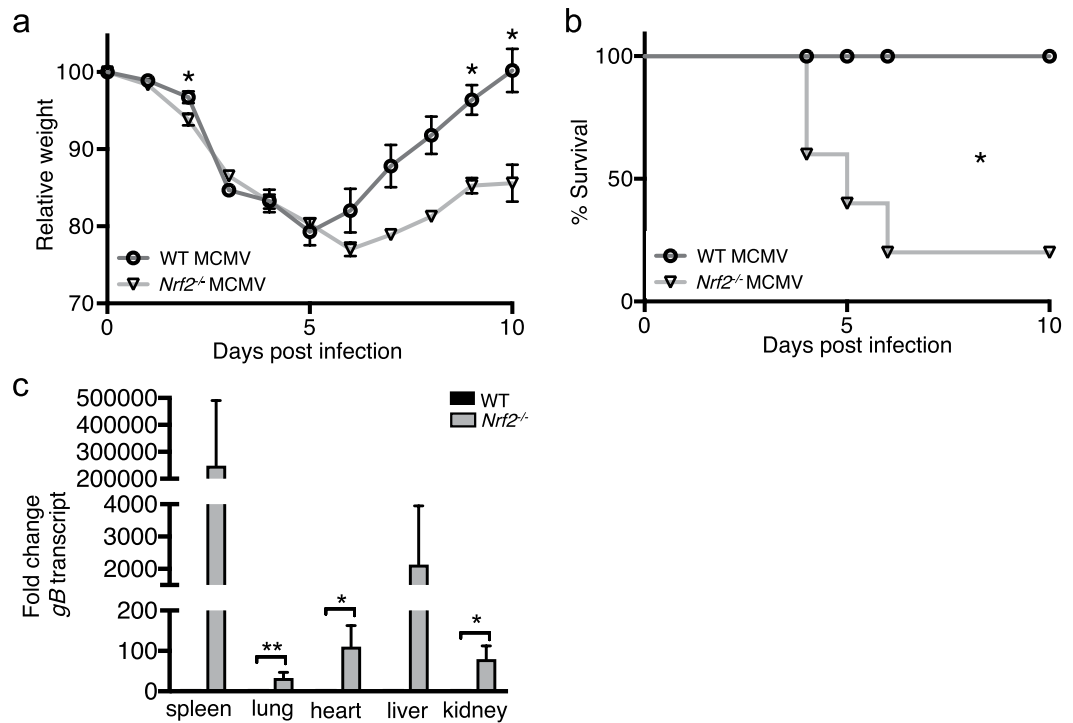 a
Relative weight
100
90
80
70
*
*
*
WT MCMV
Nrf2-/- MCMV
0
5
10
Days post infection
b
% Survival
100
50
0
*
WT MCMV
Nrf2-/- MCMV
0
5
10
Days post infection
c
Fold change
gB transcript
500000
400000
300000
200000
4000
3000
2000
200
100
0
WT
Nrf2-/-
**
*
*
spleen
lung
heart
liver
kidney